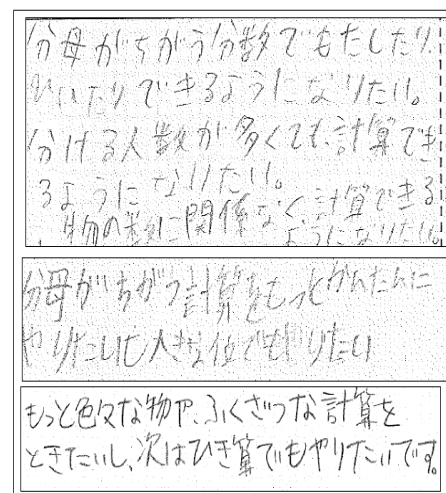 分母がちがう分数でもたしたり、
ひいたりできるようになりたい。
分ける人数が多くても、計算でき
るようになりたい。
物の数に関係なく、計算できる
ようになりたい。
分母がちがう計算をもっとかんたんに
やりたいし人数位でもやりたい
もっと色々な物や、ふくざつな計算を
ときたいし、次はひき算でもやりたいです。